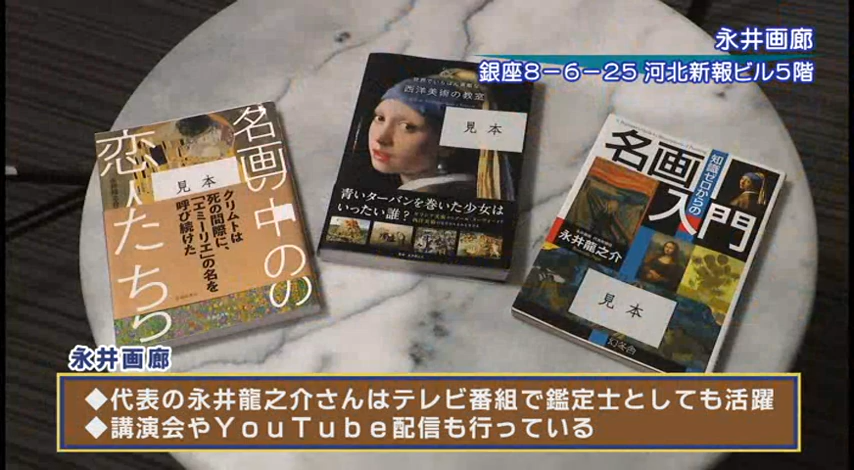 永井画廊
銀座8-6-25 河北新報ビル5階
名画の中の
恋人たち
見本
クリムトは
死の間際に、
「エミーリエ」の名を
呼び続けた
西洋美術の教室
見本
青いターバンを巻いた少女は
いったい誰?
知識ゼロからの
名画入門
永井龍之介
見本
幻冬舎
永井画廊
◆代表の永井龍之介さんはテレビ番組で鑑定士としても活躍
◆講演会やYouTube配信も行っている